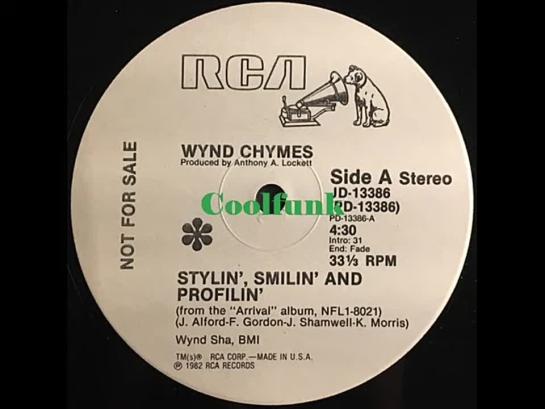 RCA
WYND CHYMES
Produced by Anthony A. Lockett
NOT FOR SALE
Side A Stereo
JD-13386
(PD-13386)
PD-13386-A
4:30
Intro: 31
End: Fade
33⅓ RPM
Coolfunk
STYLIN', SMILIN' AND
PROFILIN'
(from the "Arrival" album, NFL1-8021)
(J. Alford-F. Gordon-J. Shamwell-K. Morris)
Wynd Sha, BMI
TM(s)® RCA CORP.—MADE IN U.S.A.
℗ 1982 RCA RECORDS